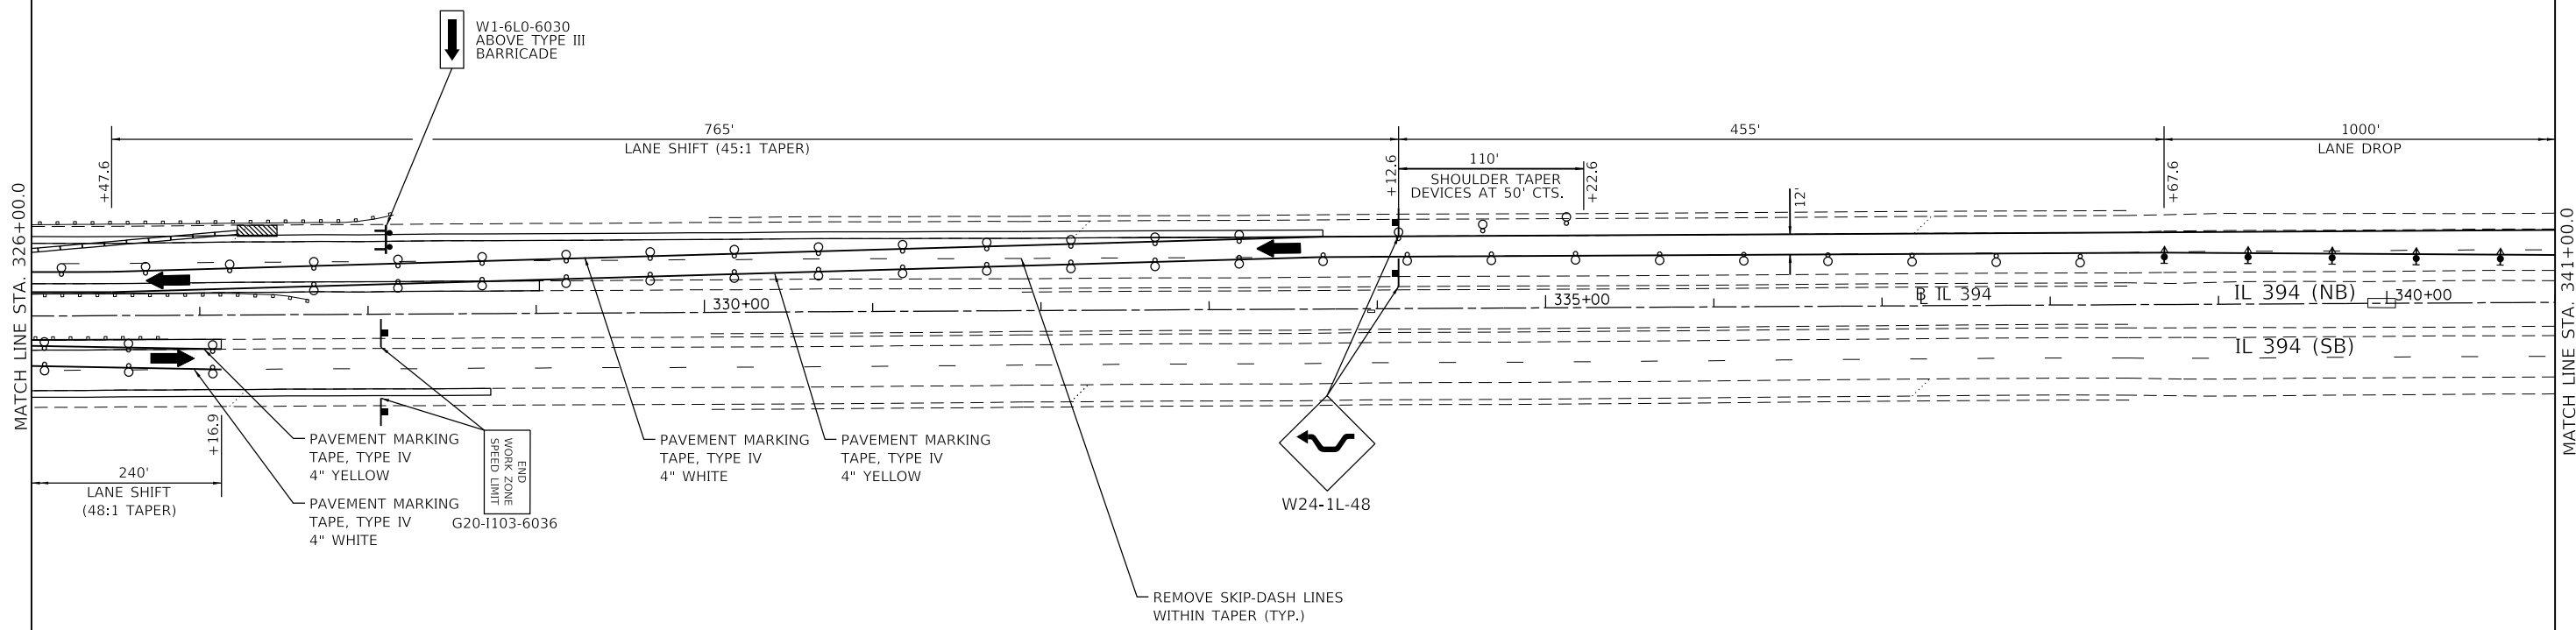 W1-6L0-6030
ABOVE TYPE III
BARRICADE
765'
LANE SHIFT (45:1 TAPER)
455'
1000'
LANE DROP
110'
SHOULDER TAPER
DEVICES AT 50' CTS.
+47.6
+12.6
+22.6
12'
+67.6
MATCH LINE STA. 326+00.0
MATCH LINE STA. 341+00.0
330+00
335+00
IL 394
IL 394 (NB)
340+00
IL 394 (SB)
+16.9
240'
LANE SHIFT
(48:1 TAPER)
PAVEMENT MARKING
TAPE, TYPE IV
4" YELLOW
PAVEMENT MARKING
TAPE, TYPE IV
4" WHITE
END
WORK ZONE
SPEED LIMIT
G20-I103-6036
PAVEMENT MARKING
TAPE, TYPE IV
4" WHITE
PAVEMENT MARKING
TAPE, TYPE IV
4" YELLOW
W24-1L-48
REMOVE SKIP-DASH LINES
WITHIN TAPER (TYP.)